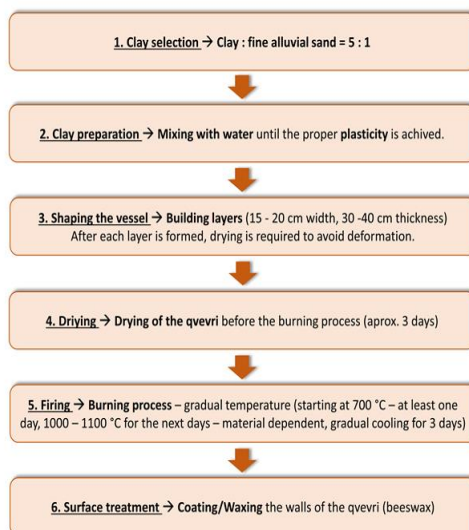 1. Clay selection → Clay : fine alluvial sand = 5 : 1
2. Clay preparation → Mixing with water until the proper plasticity is achived.
3. Shaping the vessel → Building layers (15 - 20 cm width, 30 -40 cm thickness)
After each layer is formed, drying is required to avoid deformation.
4. Driying → Drying of the qvevri before the burning process (aprox. 3 days)
5. Firing → Burning process – gradual temperature (starting at 700 °C – at least one
day, 1000 – 1100 °C for the next days – material dependent, gradual cooling for 3 days)
6. Surface treatment → Coating/Waxing the walls of the qvevri (beeswax)